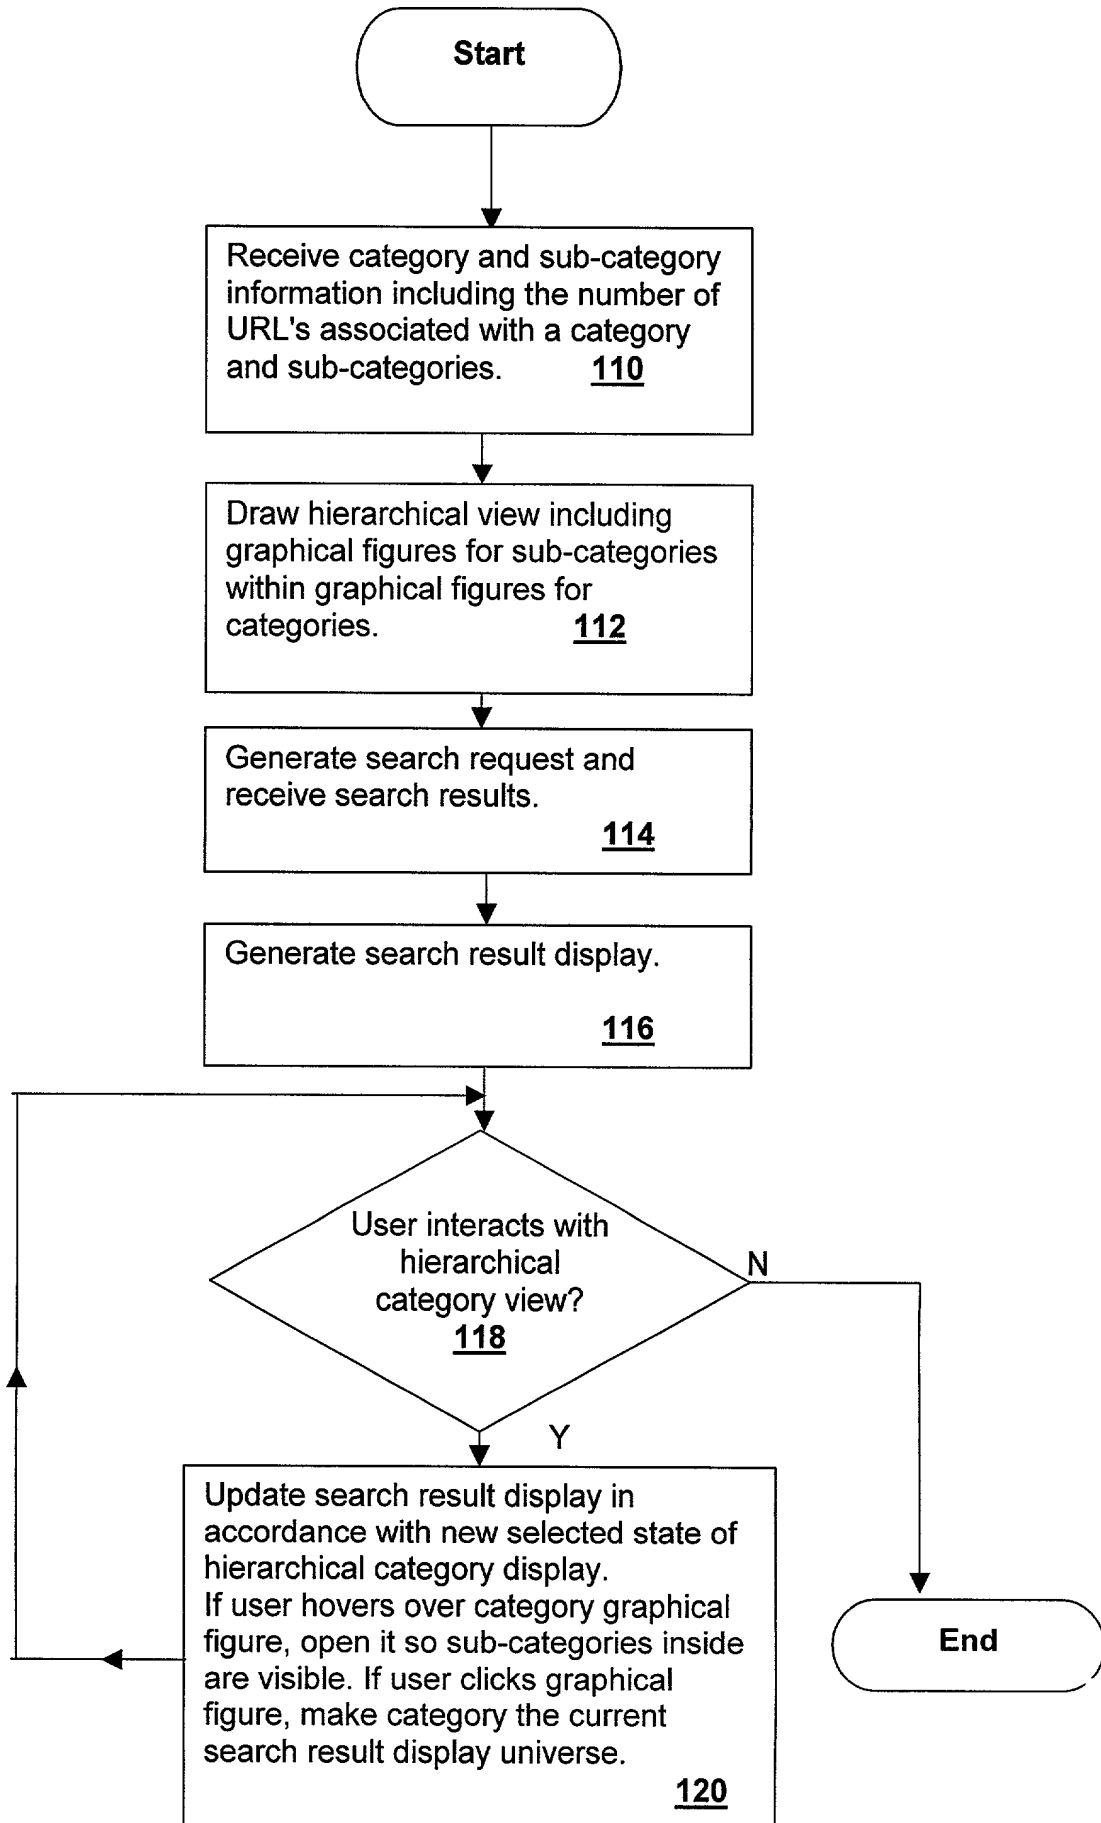 Start
Receive category and sub-category
information including the number of
URL's associated with a category
and sub-categories. 110
Draw hierarchical view including
graphical figures for sub-categories
within graphical figures for
categories. 112
Generate search request and
receive search results.
114
Generate search result display.
116
User interacts with
hierarchical
category view?
118
N
Y
Update search result display in
accordance with new selected state of
hierarchical category display.
If user hovers over category graphical
figure, open it so sub-categories inside
are visible. If user clicks graphical
figure, make category the current
search result display universe.
120
End